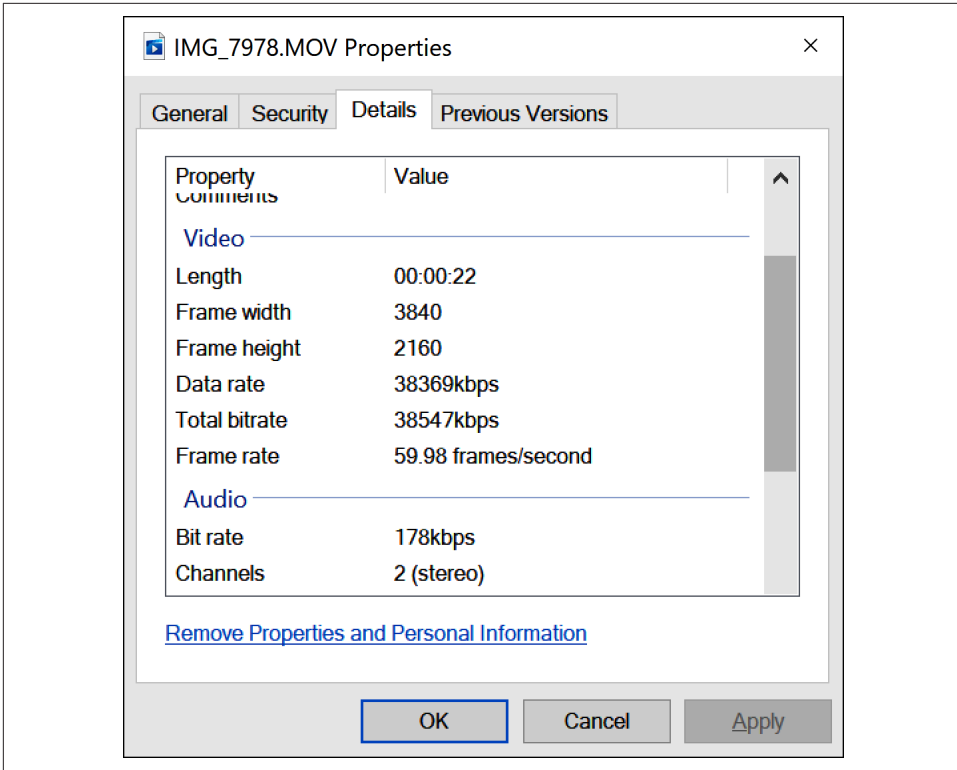 IMG_7978.MOV Properties
General Security Details Previous Versions
Property Value
Comments
Video
Length 00:00:22
Frame width 3840
Frame height 2160
Data rate 38369kbps
Total bitrate 38547kbps
Frame rate 59.98 frames/second
Audio
Bit rate 178kbps
Channels 2 (stereo)
Remove Properties and Personal Information
OK Cancel Apply